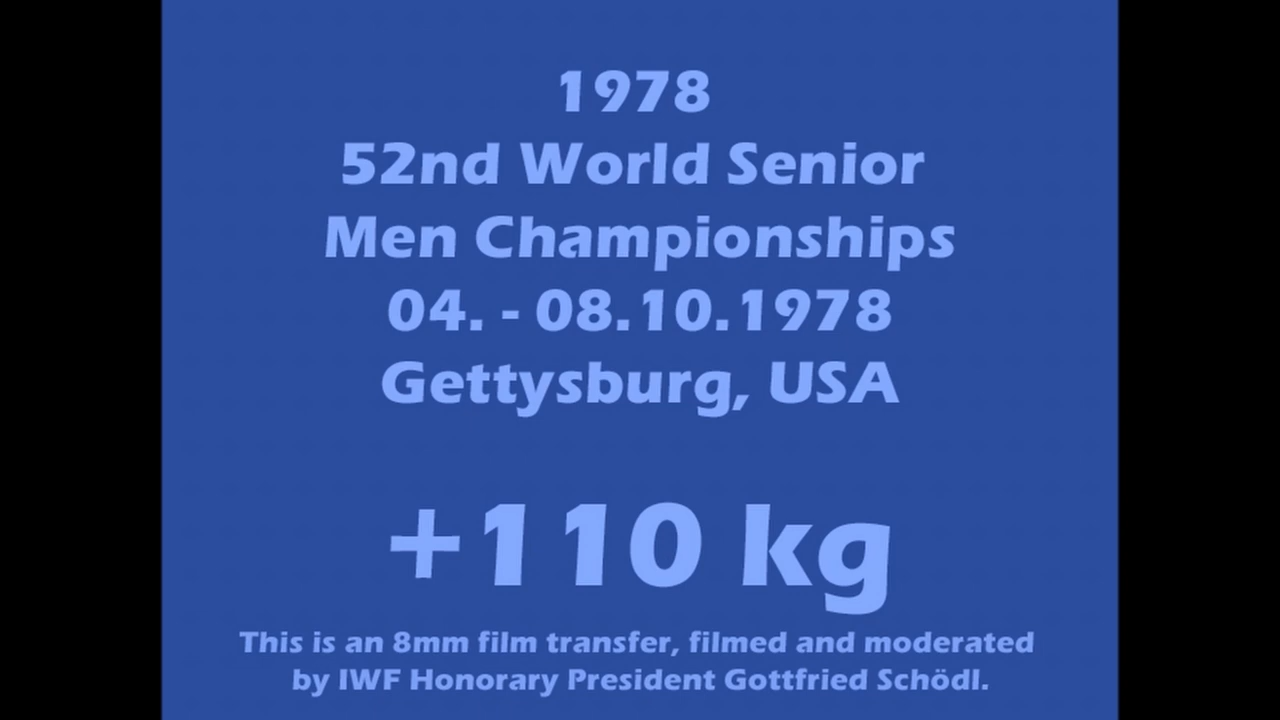 1978
52nd World Senior
Men Championships
04. - 08.10.1978
Gettysburg, USA
+110 kg
This is an 8mm film transfer, filmed and moderated
by IWF Honorary President Gottfried Schödl.